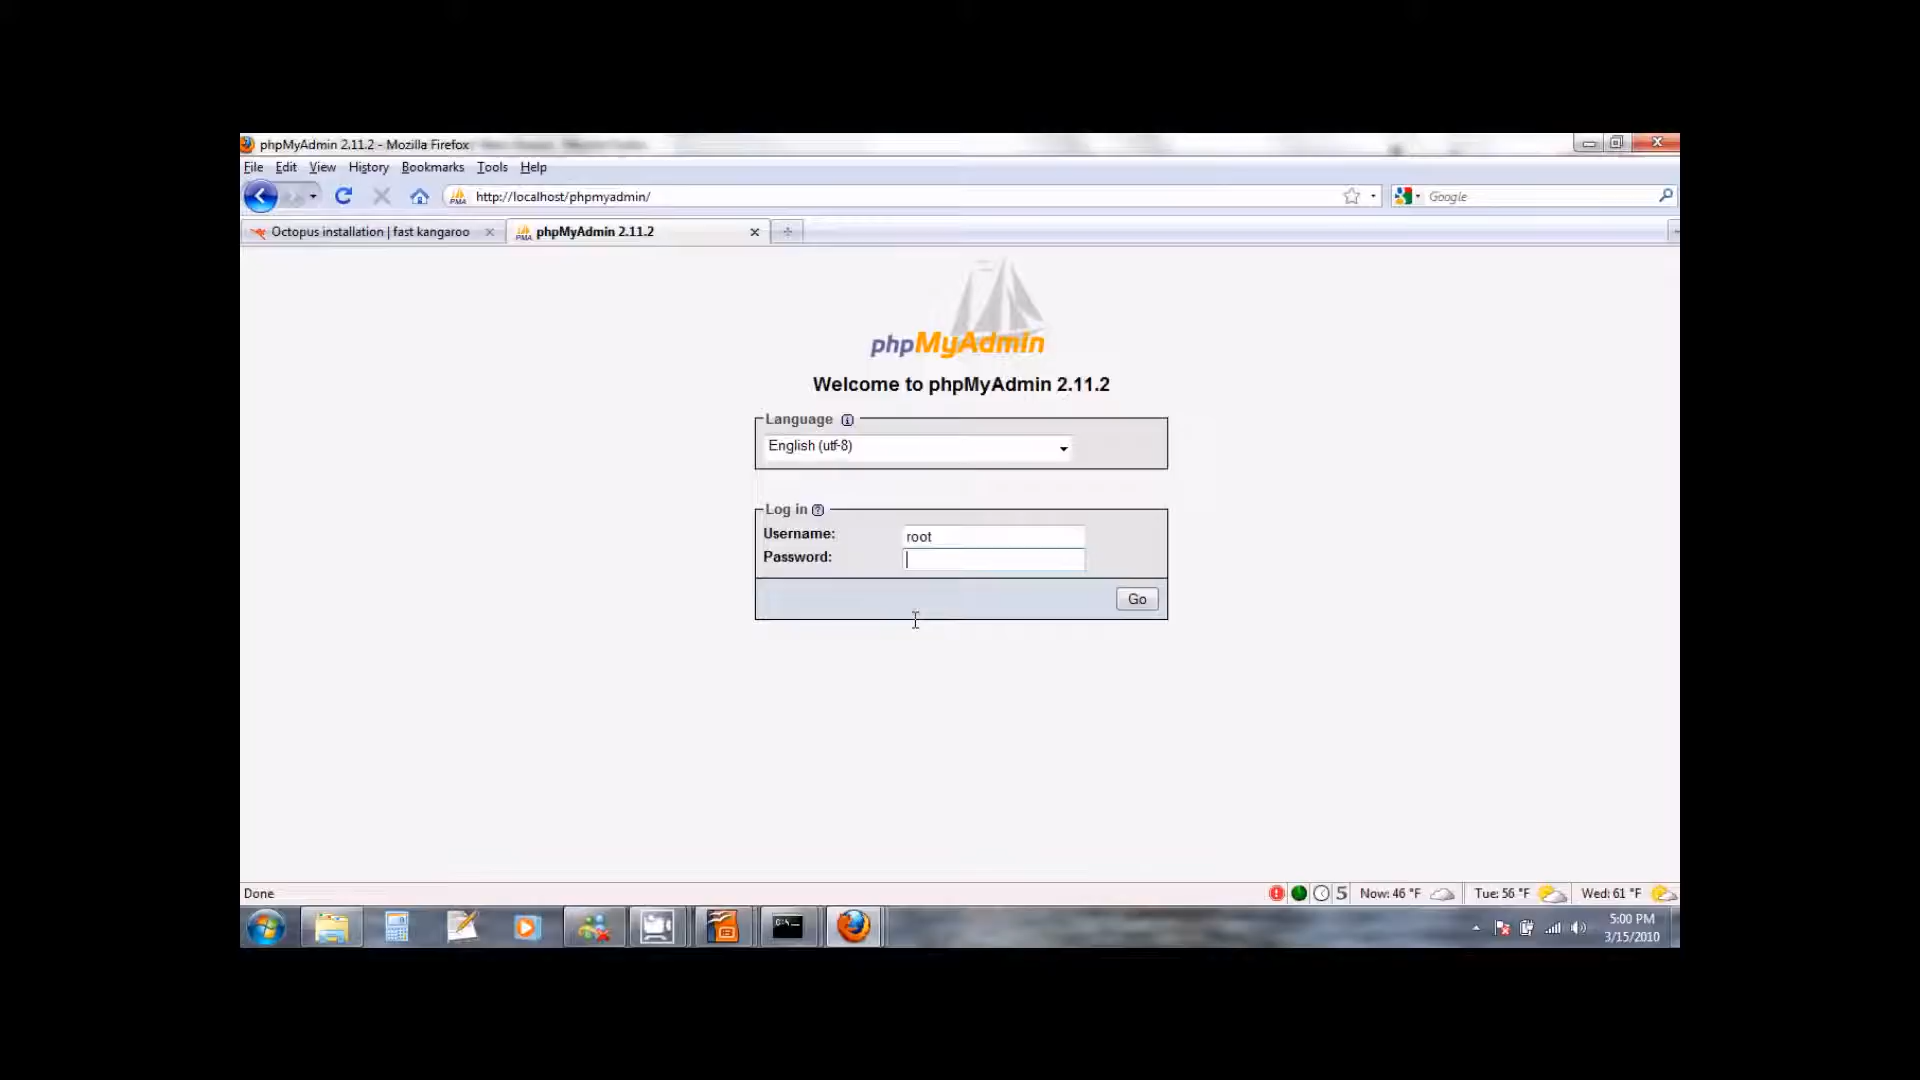 phpMyAdmin 2.11.2 - Mozilla Firefox
File Edit View History Bookmarks Tools Help
PMA http://localhost/phpmyadmin/ Google
Octopus installation | fast kangaroo PMA phpMyAdmin 2.11.2
phpMyAdmin
Welcome to phpMyAdmin 2.11.2
Language
English (utf-8)
Log in
Username: root
Password:
Go
Done 5 Now: 46 °F Tue: 56 °F Wed: 61 °F
C:\
5:00 PM
3/15/2010